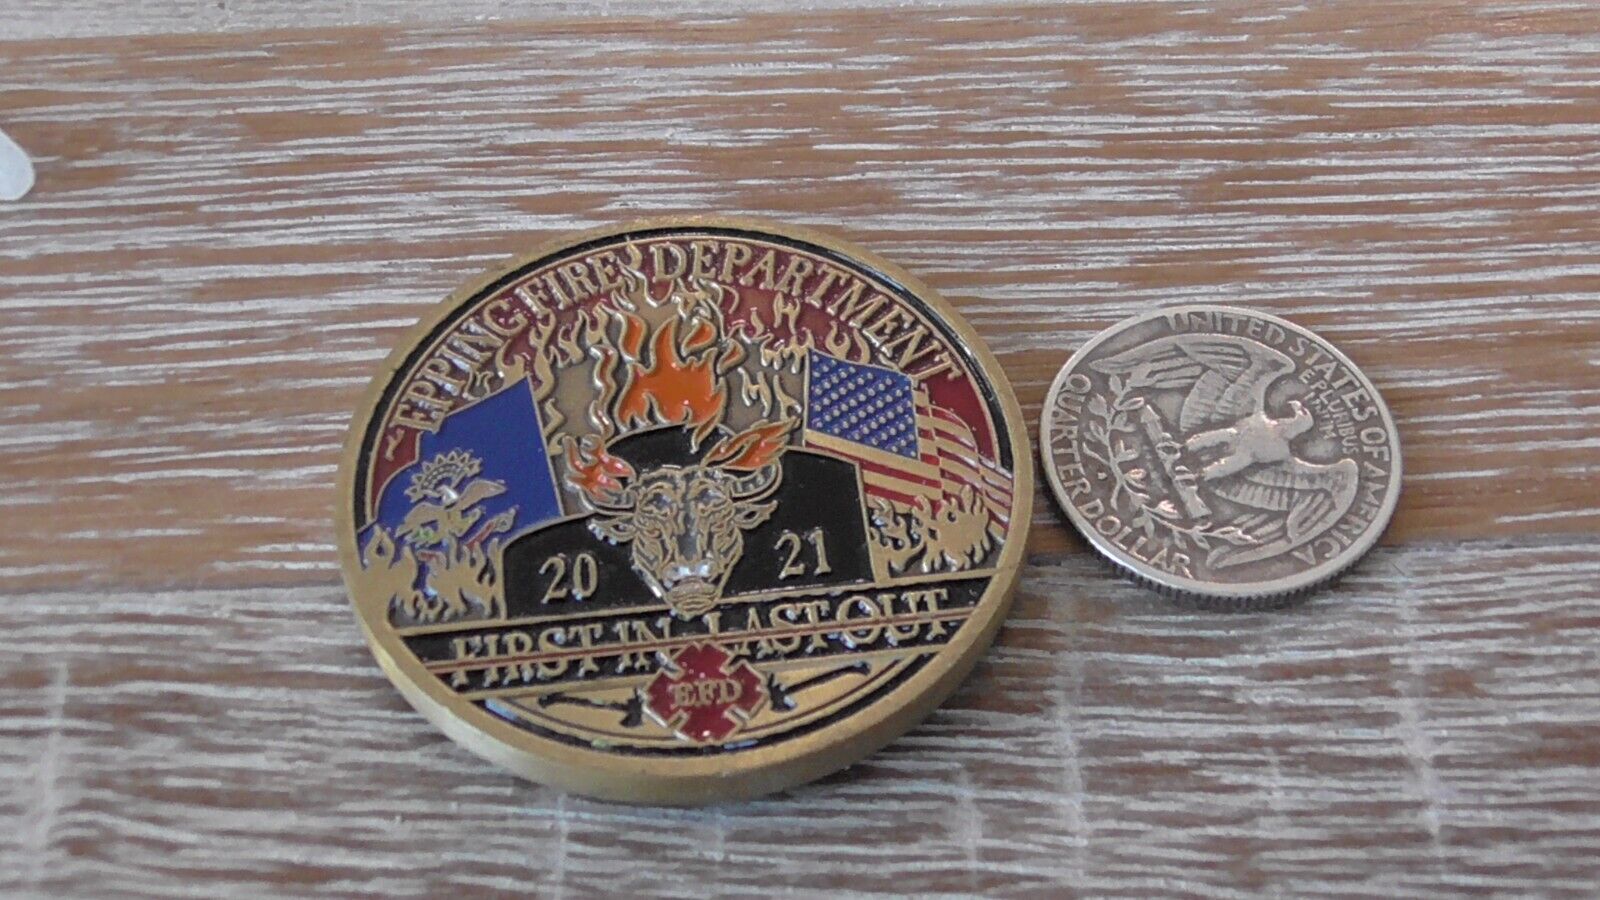 EPPING FIRE DEPARTMENT
20 21
FIRST IN LAST OUT
EFD
UNITED STATES OF AMERICA
E PLURIBUS
UNUM
QUARTER DOLLAR